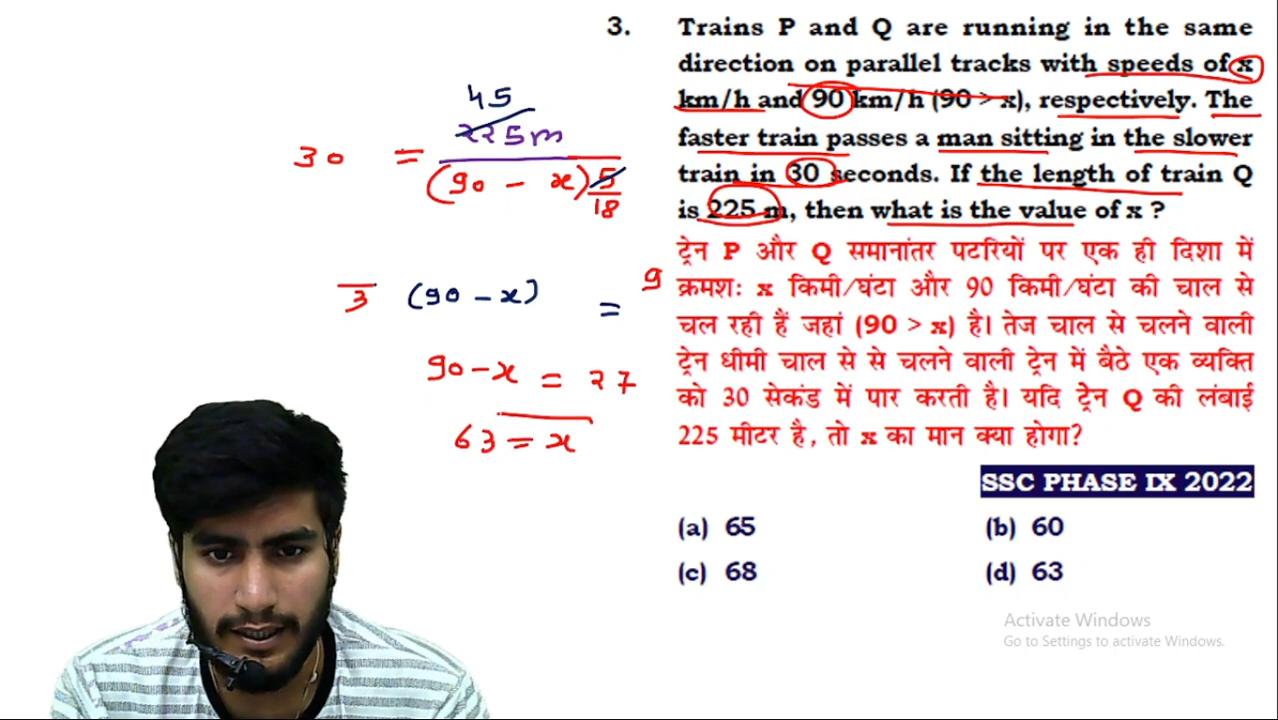 3. Trains P and Q are running in the same
direction on parallel tracks with speeds of x
km/h and 90 km/h (90 > x), respectively. The
faster train passes a man sitting in the slower
train in 30 seconds. If the length of train Q
is 225 m, then what is the value of x ?
ट्रेन P और Q समानांतर पटरियों पर एक ही दिशा में
क्रमशः x किमी/घंटा और 90 किमी/घंटा की चाल से
चल रही हैं जहां (90 > x) है। तेज चाल से चलने वाली
ट्रेन धीमी चाल से से चलने वाली ट्रेन में बैठे एक व्यक्ति
को 30 सेकंड में पार करती है। यदि ट्रेन Q की लंबाई
225 मीटर है, तो x का मान क्या होगा?
SSC PHASE IX 2022
(a) 65 (b) 60
(c) 68 (d) 63
45
225m
30 = (90 - x) 5
18
3 (90 - x) = 9
90 - x = 27
63 = x
Activate Windows
Go to Settings to activate Windows.